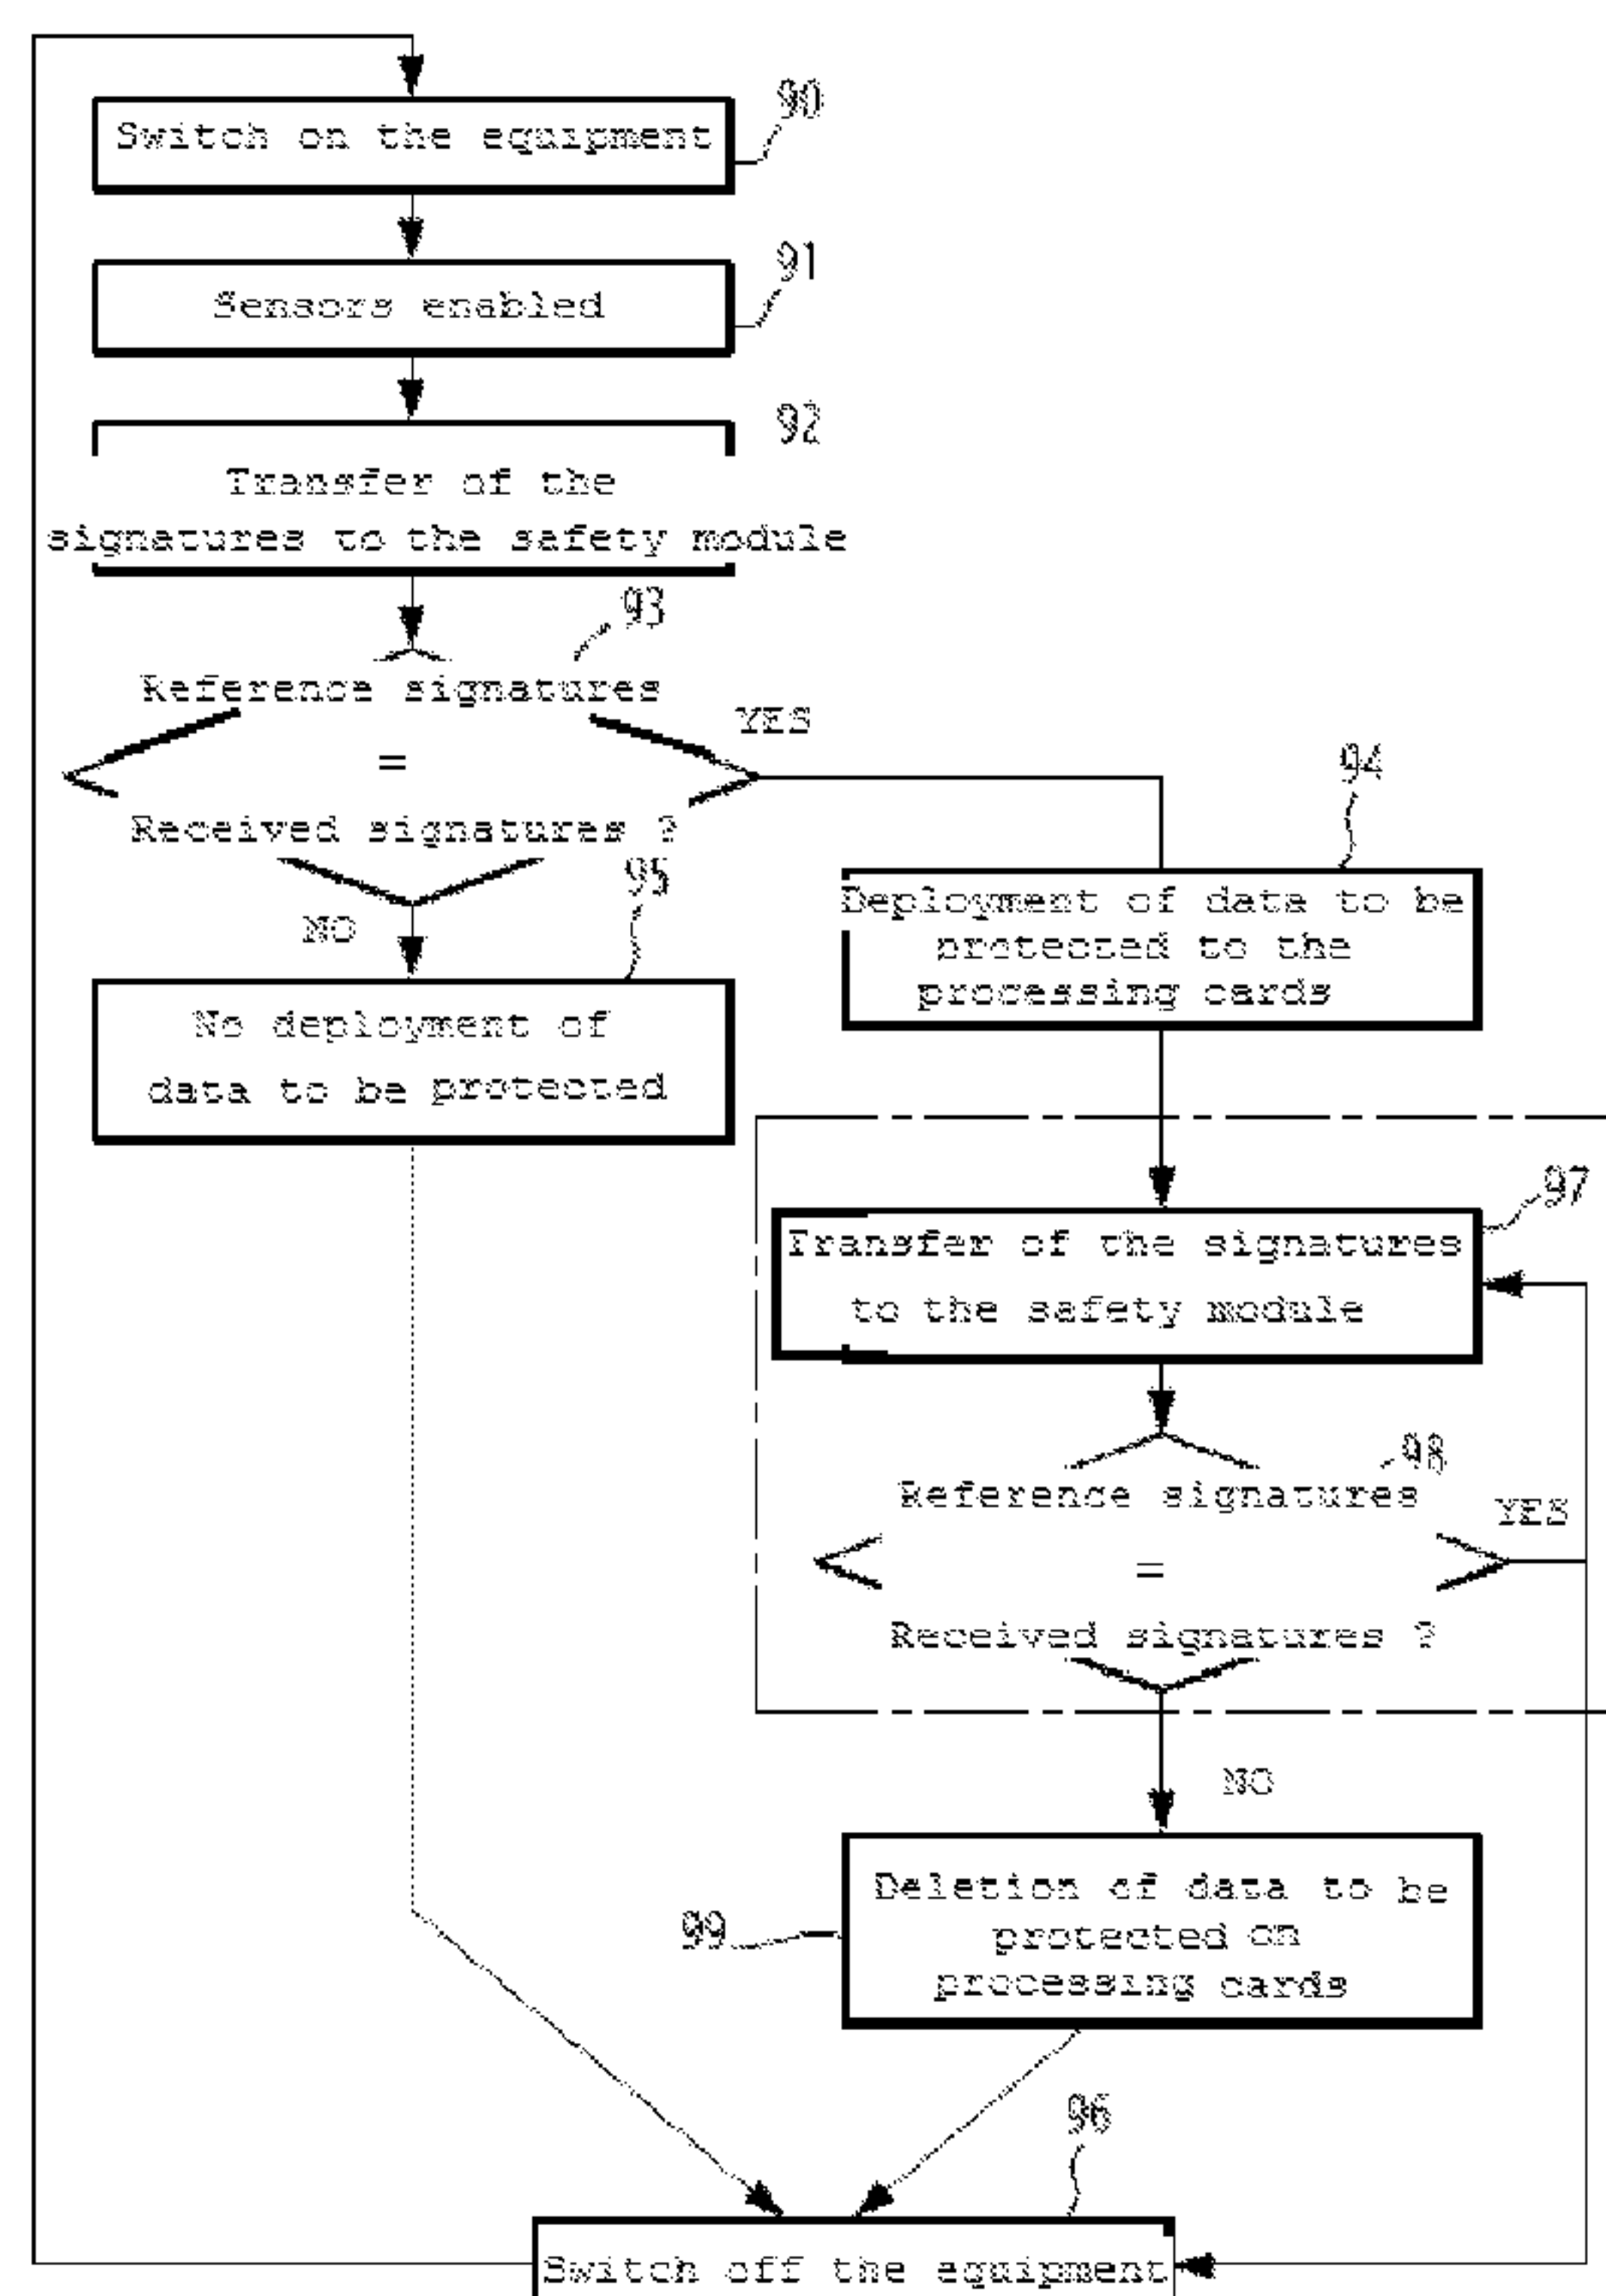 90
Switch on the equipment
91
Sensors enabled
92
Transfer of the
signatures to the safety module
93
Reference signatures
=
Received signatures ?
YES
NO
94
Deployment of data to be
protected to the
processing cards
95
No deployment of
data to be protected
97
Transfer of the signatures
to the safety module
98
Reference signatures
=
Received signatures ?
YES
NO
99
Deletion of data to be
protected on
processing cards
96
Switch off the equipment